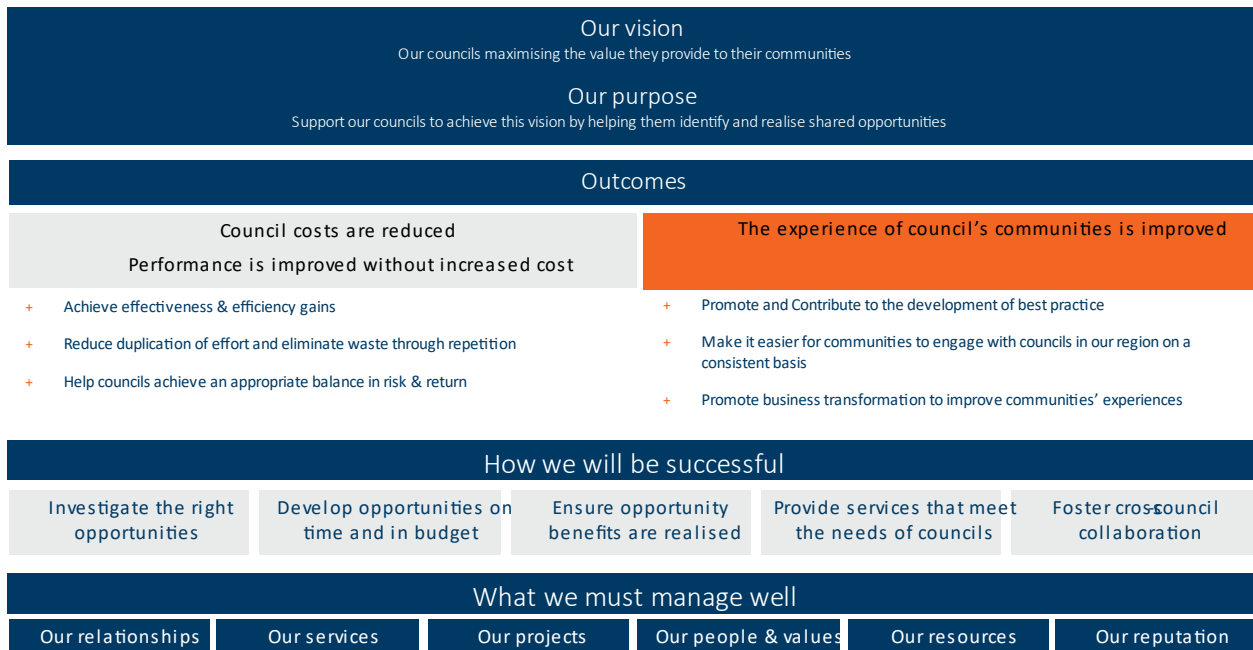 Our vision
Our councils maximising the value they provide to their communities
Our purpose
Support our councils to achieve this vision by helping them identify and realise shared opportunities
Outcomes
Council costs are reduced
Performance is improved without increased cost
+ Achieve effectiveness & efficiency gains
+ Reduce duplication of effort and eliminate waste through repetition
+ Help councils achieve an appropriate balance in risk & return
The experience of council's communities is improved
+ Promote and Contribute to the development of best practice
+ Make it easier for communities to engage with councils in our region on a
consistent basis
+ Promote business transformation to improve communities' experiences
How we will be successful
Investigate the right
opportunities
Develop opportunities on
time and in budget
Ensure opportunity
benefits are realised
Provide services that meet
the needs of councils
Foster cross-council
collaboration
What we must manage well
Our relationships
Our services
Our projects
Our people & values
Our resources
Our reputation